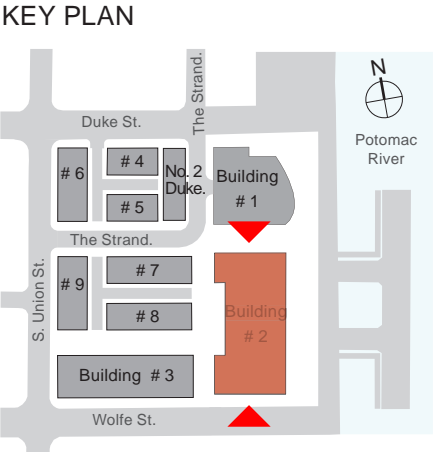 KEY PLAN
The Strand.
N
Duke St.
Potomac
River
# 6
# 4
No. 2
Duke.
Building
# 1
# 5
The Strand.
S. Union St.
# 9
# 7
# 8
Building
# 2
Building # 3
Wolfe St.